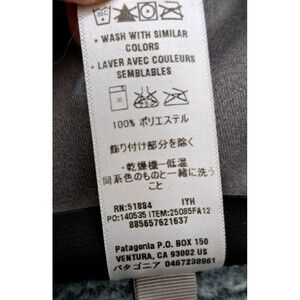 • WASH WITH SIMILAR
COLORS
• LAVER AVEC COULEURS
SEMBLABLES
100% ポリエステル
飾り付け部分を除く
・乾燥機ー低温
同系色のものと一緒に洗う
こと
RN:51884 IYH
PO:140535 ITEM:25085FA12
885657621637
Patagonia P.O. BOX 150
VENTURA, CA 93002 US
パタゴニア 0467238961